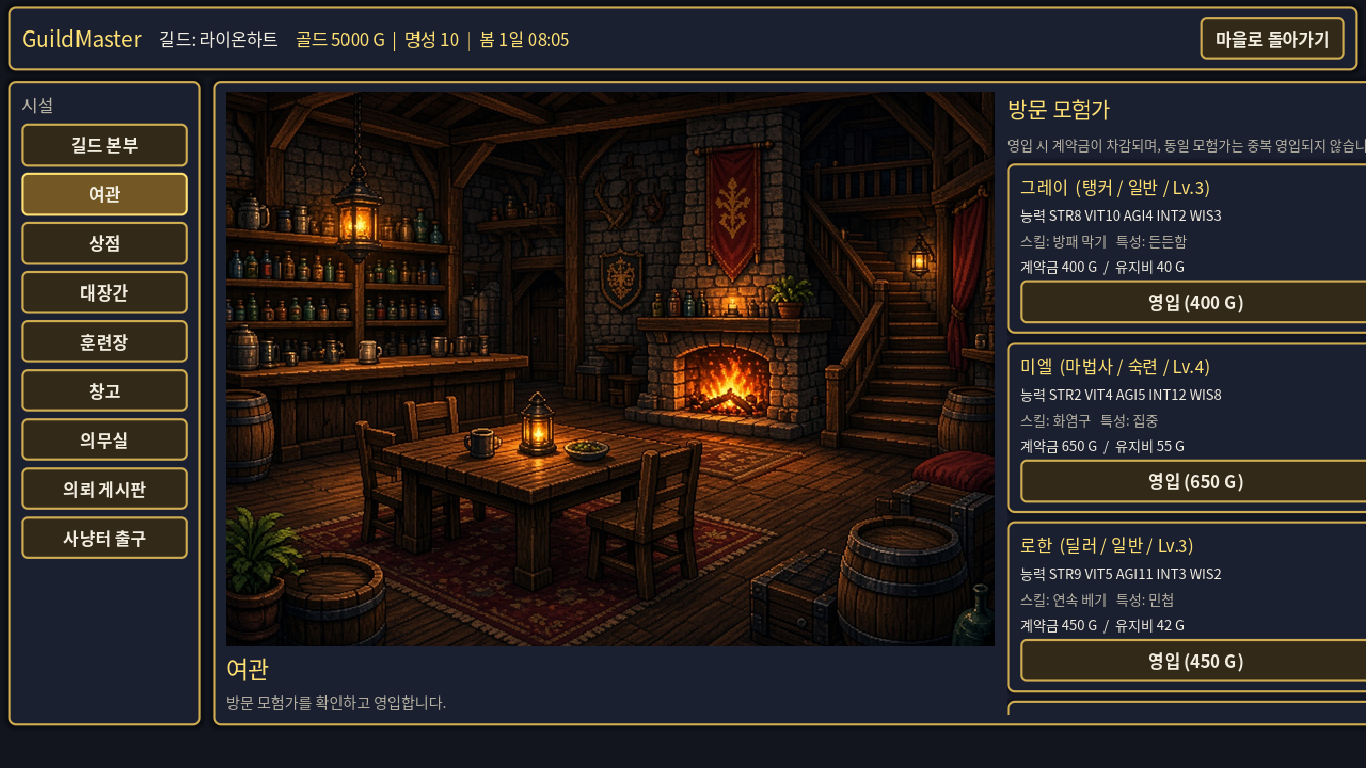 GuildMaster 길드: 라이온하트 골드 5000 G | 명성 10 | 봄 1일 08:05 마을로 돌아가기
시설
길드 본부
여관
상점
대장간
훈련장
창고
의무실
의뢰 게시판
사냥터 출구
여관
방문 모험가를 확인하고 영입합니다.
방문 모험가
영입 시 계약금이 차감되며, 동일 모험가는 중복 영입되지 않습니
그레이 (탱커 / 일반 / Lv.3)
능력 STR8 VIT10 AGI4 INT2 WIS3
스킬: 방패 막기 특성: 든든함
계약금 400 G / 유지비 40 G
영입 (400 G)
미엘 (마법사 / 숙련 / Lv.4)
능력 STR2 VIT4 AGI5 INT12 WIS8
스킬: 화염구 특성: 집중
계약금 650 G / 유지비 55 G
영입 (650 G)
로한 (딜러 / 일반 / Lv.3)
능력 STR9 VIT5 AGI11 INT3 WIS2
스킬: 연속 베기 특성: 민첩
계약금 450 G / 유지비 42 G
영입 (450 G)